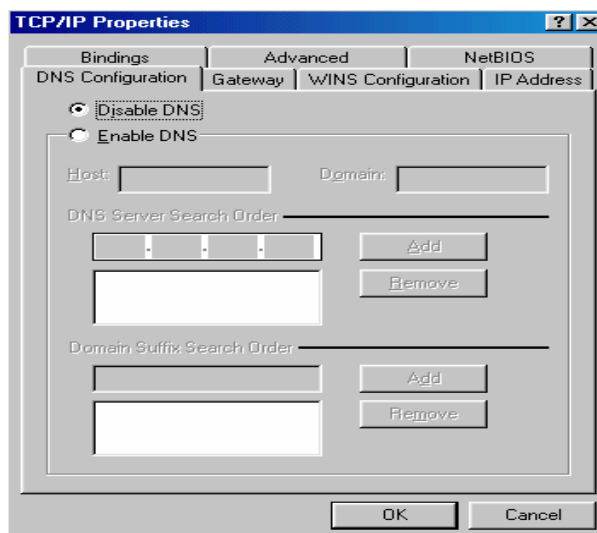 TCP/IP Properties ? ×
Bindings Advanced NetBIOS
DNS Configuration Gateway WINS Configuration IP Address
Disable DNS
Enable DNS
Host: Domain:
DNS Server Search Order
. . . Add
Remove
Domain Suffix Search Order
Add
Remove
OK Cancel